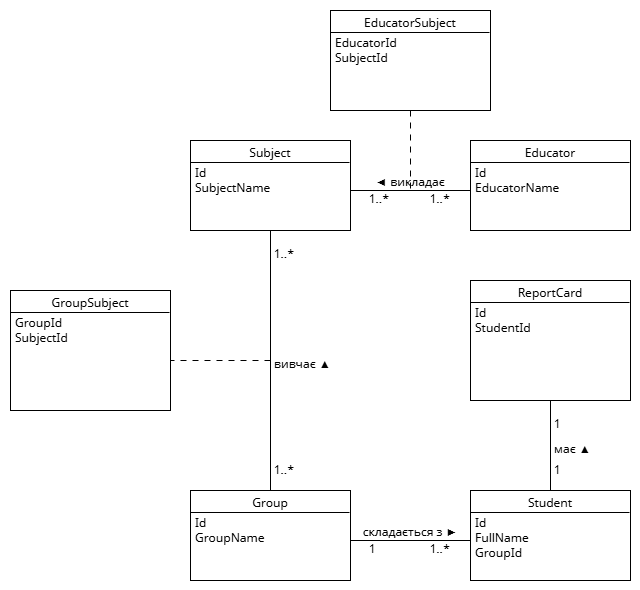 EducatorSubject
EducatorId
SubjectId
Subject
Id
SubjectName
◄ викладає
1..*
1..*
Educator
Id
EducatorName
1..*
GroupSubject
GroupId
SubjectId
вивчає ▲
ReportCard
Id
StudentId
1
має ▲
1
1..*
Group
Id
GroupName
складається з ►
1
1..*
Student
Id
FullName
GroupId